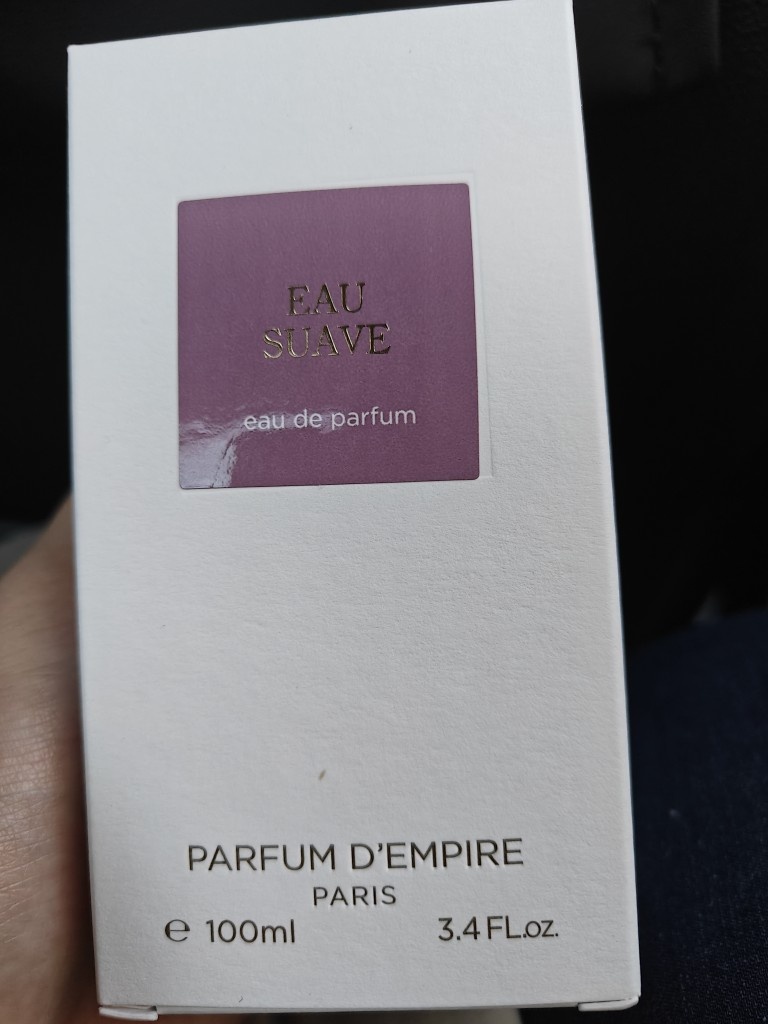 EAU
SUAVE
eau de parfum
PARFUM D'EMPIRE
PARIS
℮ 100ml 3.4 FL.oz.